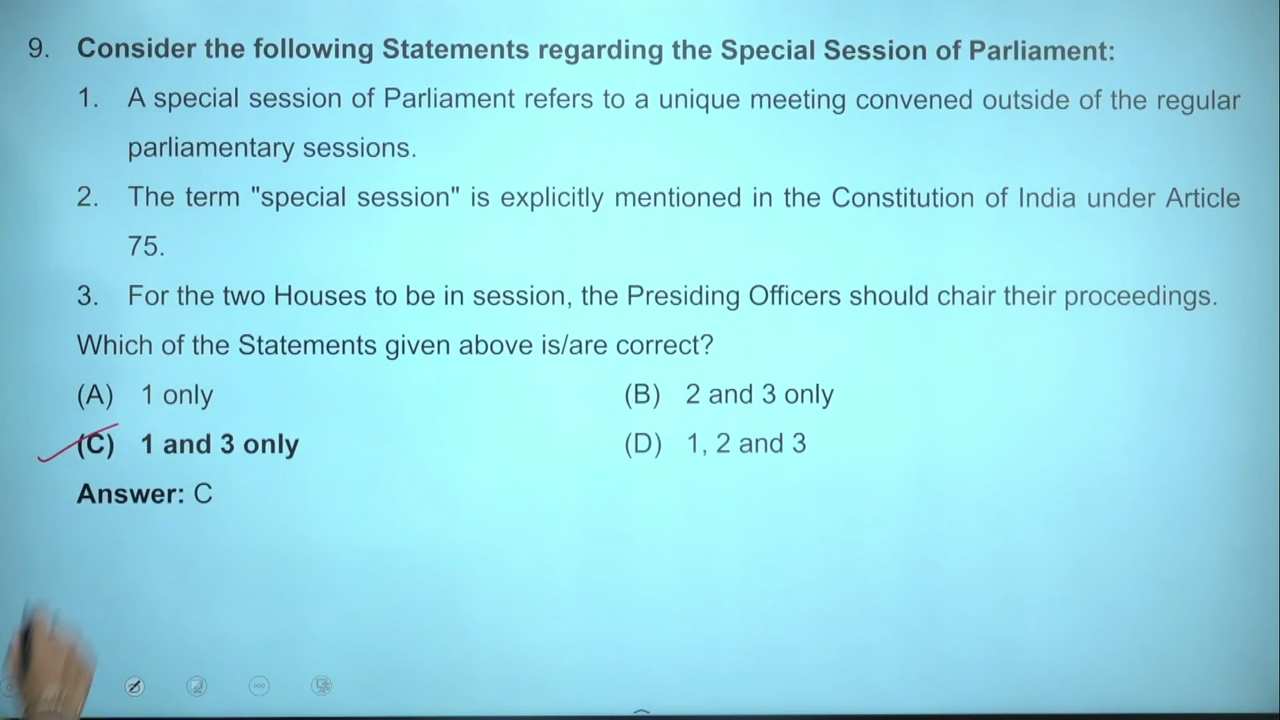 9. Consider the following Statements regarding the Special Session of Parliament:
1. A special session of Parliament refers to a unique meeting convened outside of the regular
parliamentary sessions.
2. The term "special session" is explicitly mentioned in the Constitution of India under Article
75.
3. For the two Houses to be in session, the Presiding Officers should chair their proceedings.
Which of the Statements given above is/are correct?
(A) 1 only (B) 2 and 3 only
(C) 1 and 3 only (D) 1, 2 and 3
Answer: C